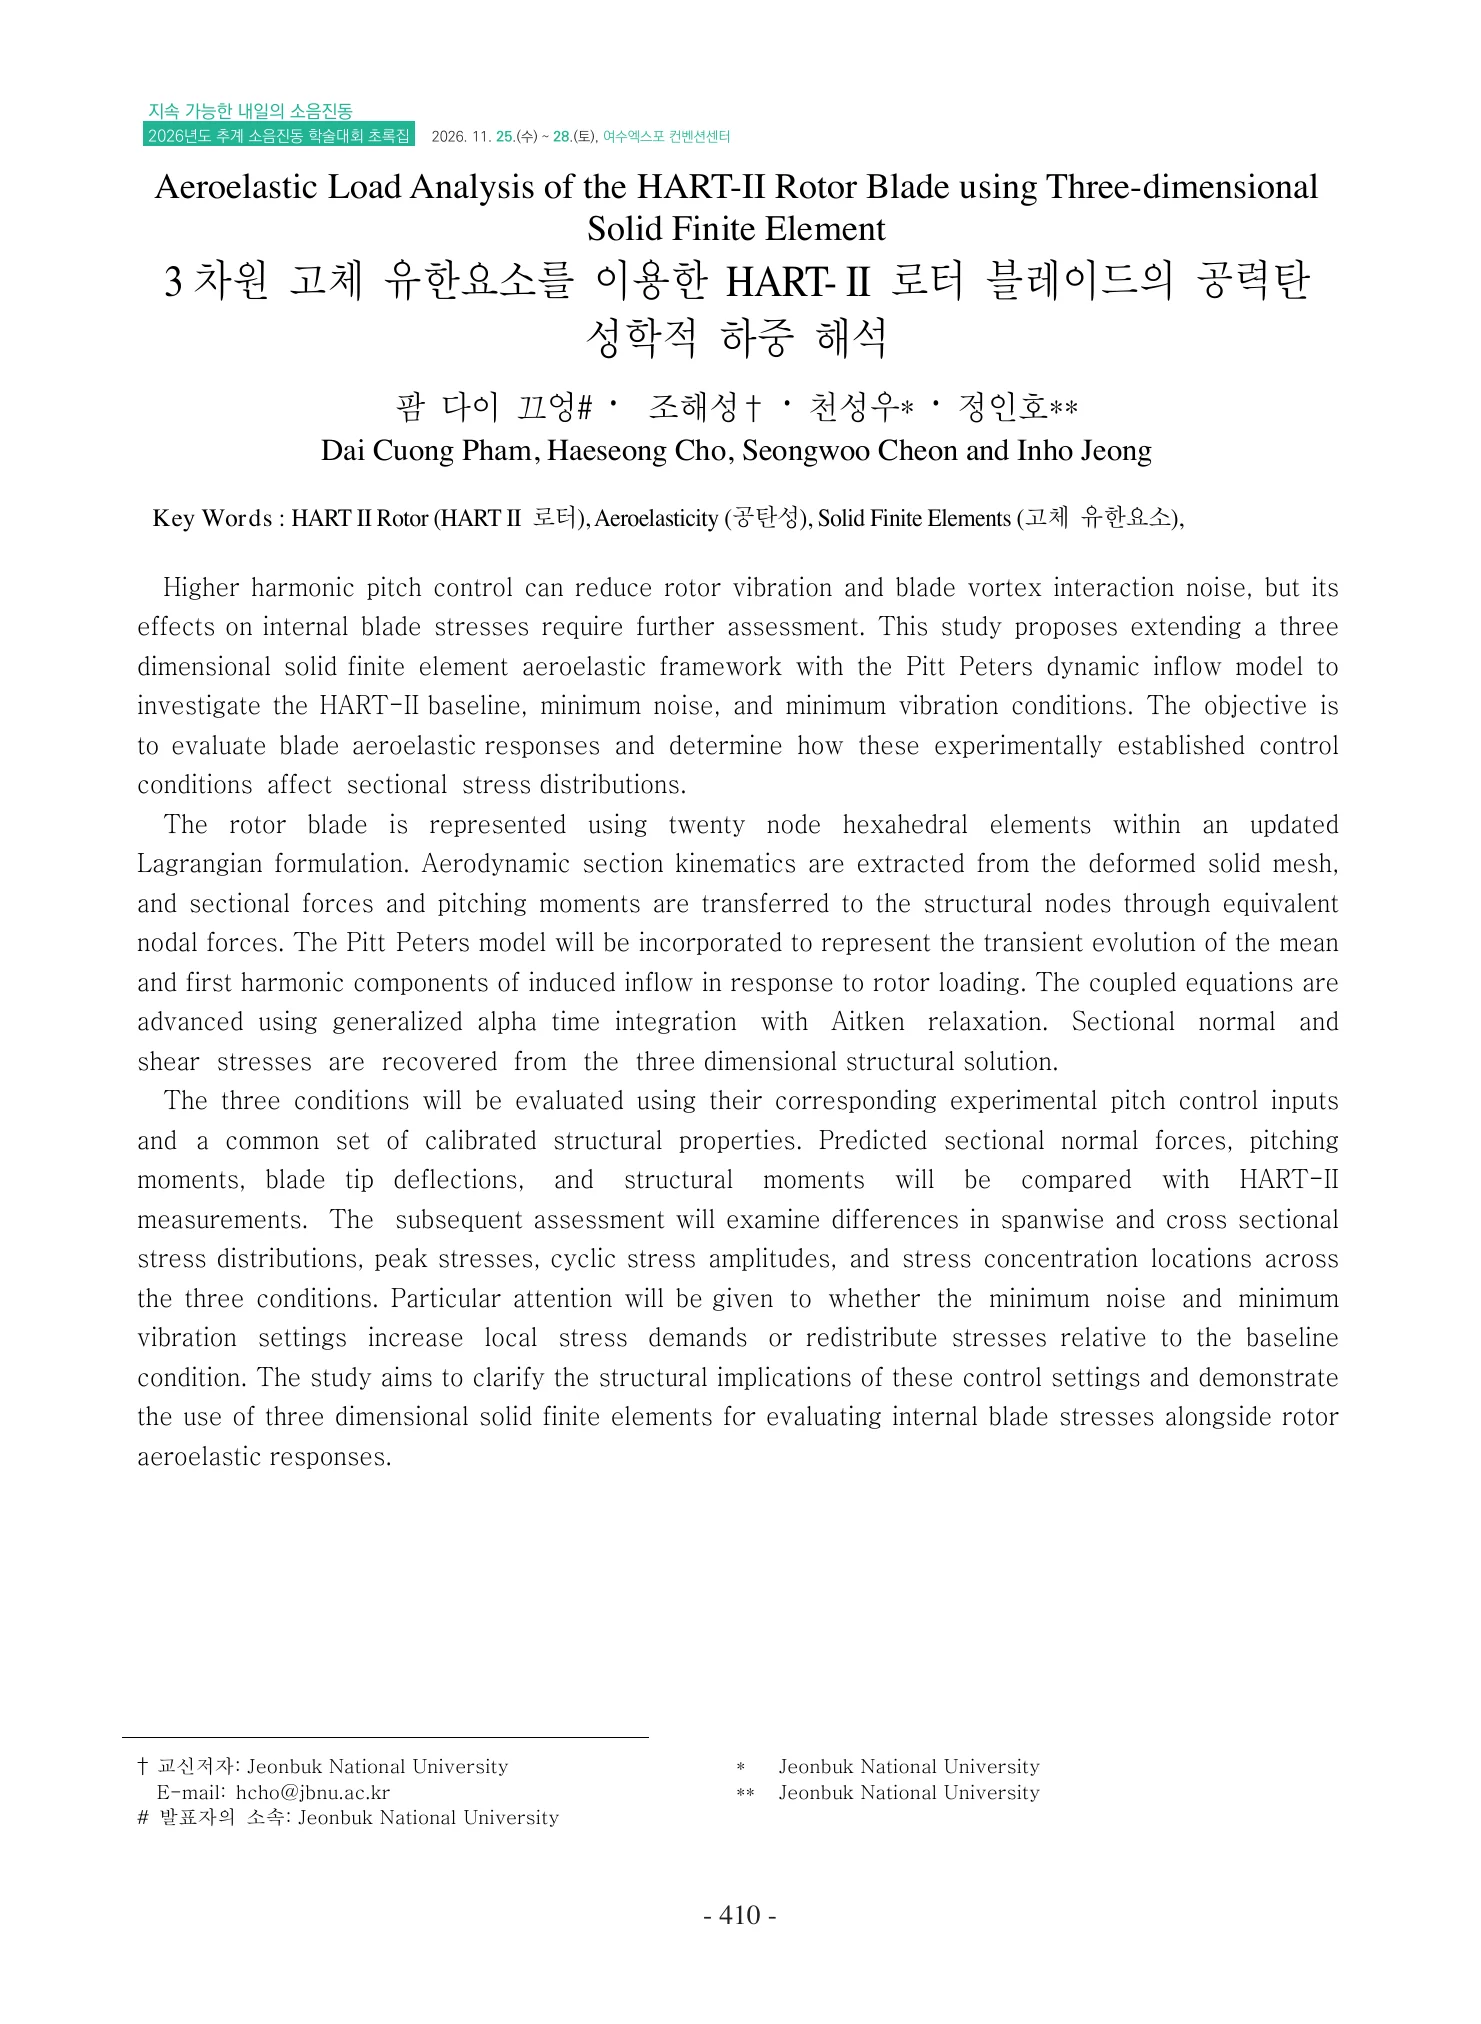 지속 가능한 내일의 소음진동
2026년도 추계 소음진동 학술대회 초록집 2026. 11. 25.(수) ~ 28.(토), 여수엑스포 컨벤션센터
Aeroelastic Load Analysis of the HART-II Rotor Blade using Three-dimensional
Solid Finite Element
3 차원 고체 유한요소를 이용한 HART-Ⅱ 로터 블레이드의 공력탄
성학적 하중 해석
팜 다이 끄엉# · 조해성† · 천성우* · 정인호**
Dai Cuong Pham, Haeseong Cho, Seongwoo Cheon and Inho Jeong
Key Words : HART II Rotor (HART II 로터), Aeroelasticity (공탄성), Solid Finite Elements (고체 유한요소),
Higher harmonic pitch control can reduce rotor vibration and blade vortex interaction noise, but its
effects on internal blade stresses require further assessment. This study proposes extending a three
dimensional solid finite element aeroelastic framework with the Pitt Peters dynamic inflow model to
investigate the HART-II baseline, minimum noise, and minimum vibration conditions. The objective is
to evaluate blade aeroelastic responses and determine how these experimentally established control
conditions affect sectional stress distributions.
The rotor blade is represented using twenty node hexahedral elements within an updated
Lagrangian formulation. Aerodynamic section kinematics are extracted from the deformed solid mesh,
and sectional forces and pitching moments are transferred to the structural nodes through equivalent
nodal forces. The Pitt Peters model will be incorporated to represent the transient evolution of the mean
and first harmonic components of induced inflow in response to rotor loading. The coupled equations are
advanced using generalized alpha time integration with Aitken relaxation. Sectional normal and
shear stresses are recovered from the three dimensional structural solution.
The three conditions will be evaluated using their corresponding experimental pitch control inputs
and a common set of calibrated structural properties. Predicted sectional normal forces, pitching
moments, blade tip deflections, and structural moments will be compared with HART-II
measurements. The subsequent assessment will examine differences in spanwise and cross sectional
stress distributions, peak stresses, cyclic stress amplitudes, and stress concentration locations across
the three conditions. Particular attention will be given to whether the minimum noise and minimum
vibration settings increase local stress demands or redistribute stresses relative to the baseline
condition. The study aims to clarify the structural implications of these control settings and demonstrate
the use of three dimensional solid finite elements for evaluating internal blade stresses alongside rotor
aeroelastic responses.
† 교신저자: Jeonbuk National University
E-mail: hcho@jbnu.ac.kr
# 발표자의 소속: Jeonbuk National University
* Jeonbuk National University
** Jeonbuk National University
- 410 -